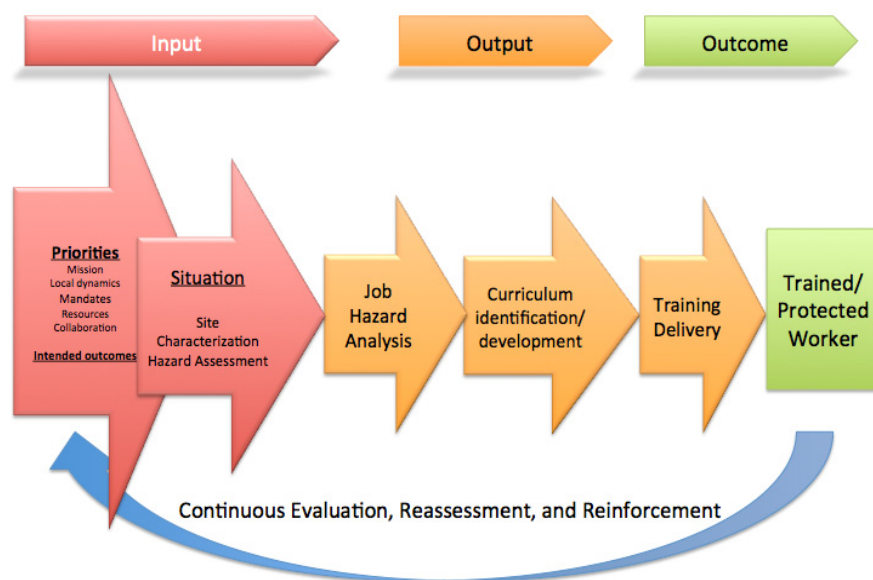 Input
Output
Outcome
Priorities
Mission
Local dynamics
Mandates
Resources
Collaboration
Intended outcomes
Situation
Site
Characterization
Hazard Assessment
Job
Hazard
Analysis
Curriculum
identification/
development
Training
Delivery
Trained/
Protected
Worker
Continuous Evaluation, Reassessment, and Reinforcement